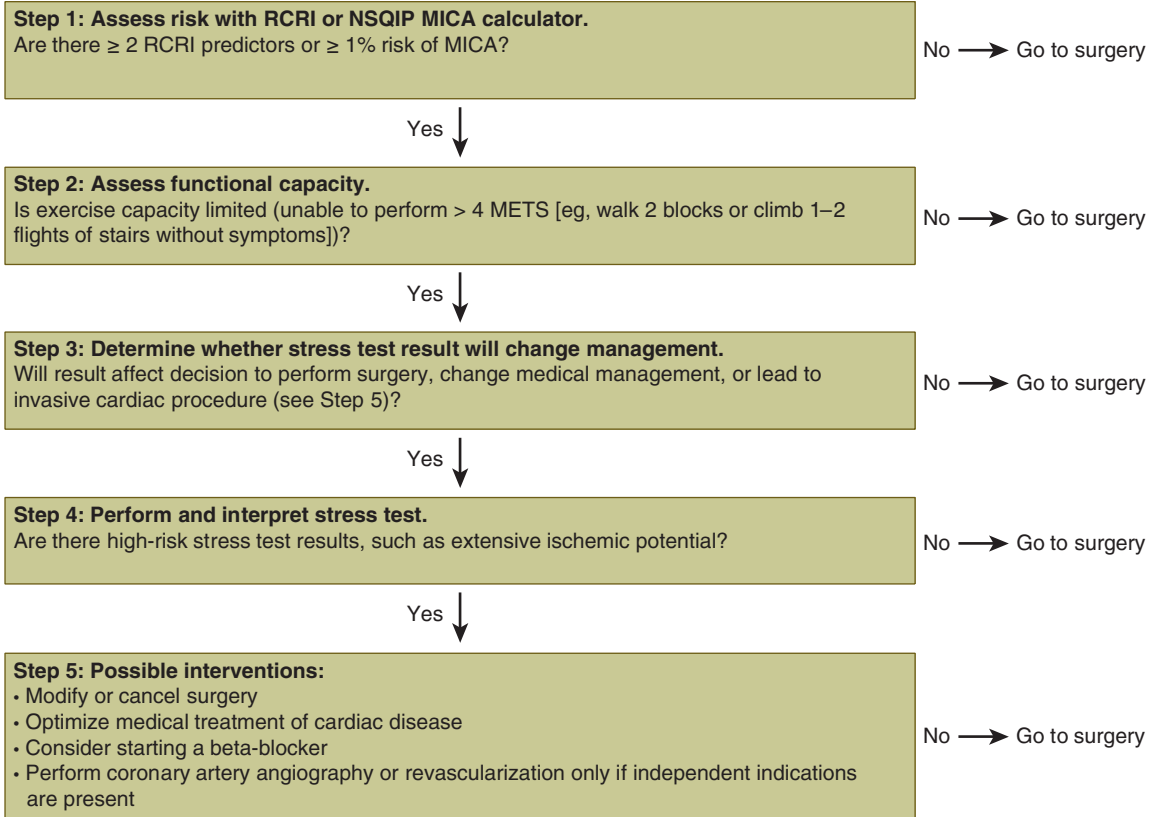 Step 1: Assess risk with RCRI or NSQIP MICA calculator.
Are there ≥ 2 RCRI predictors or ≥ 1% risk of MICA?
No → Go to surgery
Yes
Step 2: Assess functional capacity.
Is exercise capacity limited (unable to perform > 4 METS [eg, walk 2 blocks or climb 1–2
flights of stairs without symptoms])?
No → Go to surgery
Yes
Step 3: Determine whether stress test result will change management.
Will result affect decision to perform surgery, change medical management, or lead to
invasive cardiac procedure (see Step 5)?
No → Go to surgery
Yes
Step 4: Perform and interpret stress test.
Are there high-risk stress test results, such as extensive ischemic potential?
No → Go to surgery
Yes
Step 5: Possible interventions:
• Modify or cancel surgery
• Optimize medical treatment of cardiac disease
• Consider starting a beta-blocker
• Perform coronary artery angiography or revascularization only if independent indications
are present
No → Go to surgery